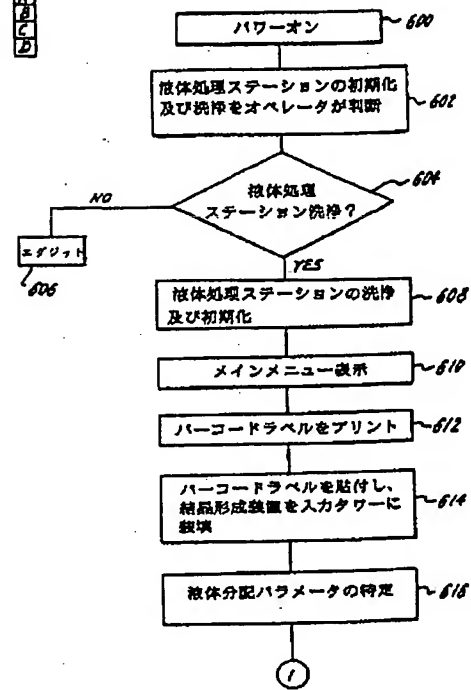 B
C
D
パワーオン
600
液体処理ステーションの初期化
及び洗浄をオペレータが判断
602
液体処理
ステーション洗浄?
604
NO
エグジット
606
YES
液体処理ステーションの洗浄
及び初期化
608
メインメニュー表示
610
バーコードラベルをプリント
612
バーコードラベルを貼付し、
結晶形成装置を入力タワーに
装填
614
液体分配パラメータの特定
616
1